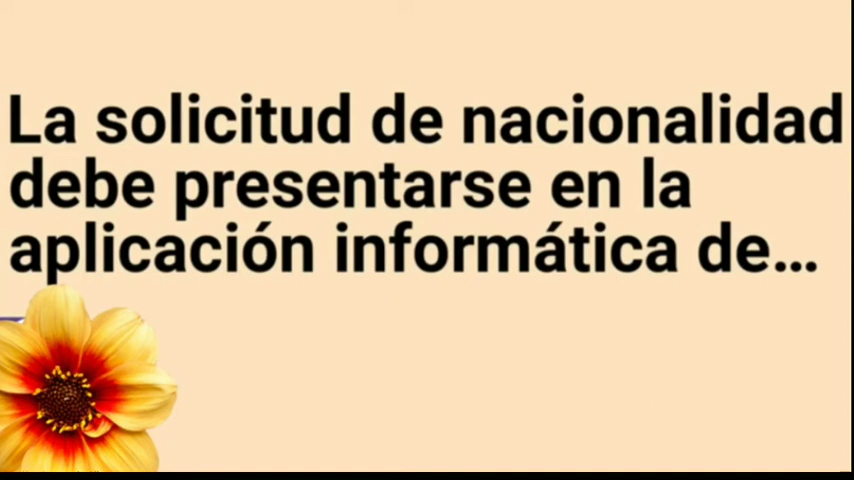 La solicitud de nacionalidad
debe presentarse en la
aplicación informática de...